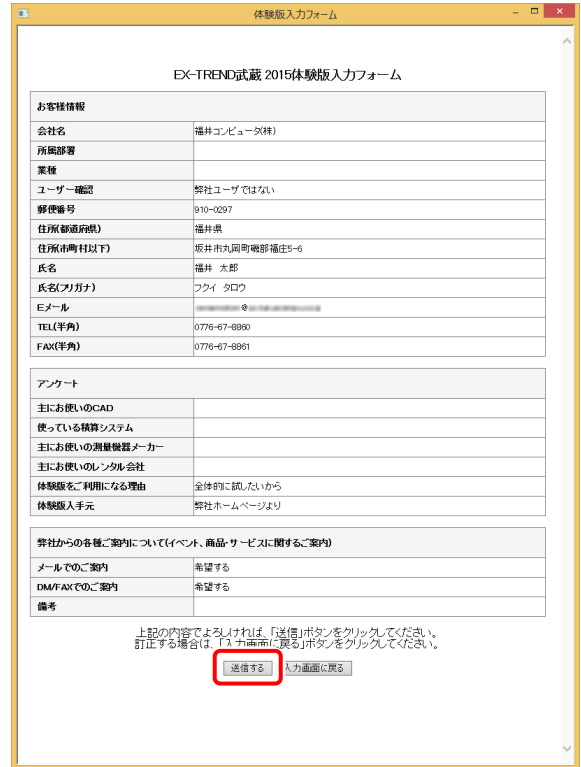 体験版入力フォーム
EX-TREND武蔵 2015体験版入力フォーム
お客様情報
会社名 福井コンピュータ(株)
所属部署
業種
ユーザー確認 弊社ユーザではない
郵便番号 910-0297
住所(都道府県) 福井県
住所(市町村以下) 坂井市丸岡町磯部福庄5-6
氏名 福井 太郎
氏名(フリガナ) フクイ タロウ
Eメール @
TEL(半角) 0776-67-8860
FAX(半角) 0776-67-8861
アンケート
主にお使いのCAD
使っている積算システム
主にお使いの測量機器メーカー
主にお使いのレンタル会社
体験版をご利用になる理由 全体的に試したいから
体験版入手元 弊社ホームページより
弊社からの各種ご案内について(イベント、商品・サービスに関するご案内)
メールでのご案内 希望する
DM/FAXでのご案内 希望する
備考
上記の内容でよろしければ、「送信」ボタンをクリックしてください。
訂正する場合は、「入力画面に戻る」ボタンをクリックしてください。
送信する 入力画面に戻る